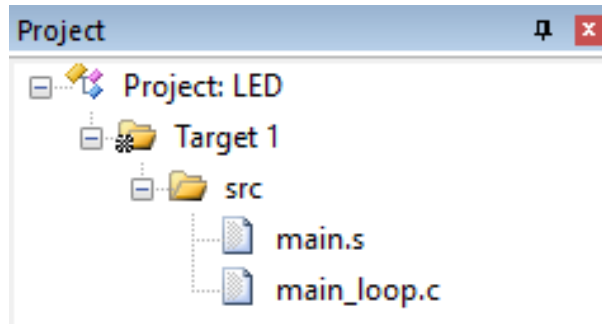 Project
Project: LED
Target 1
src
main.s
main_loop.c